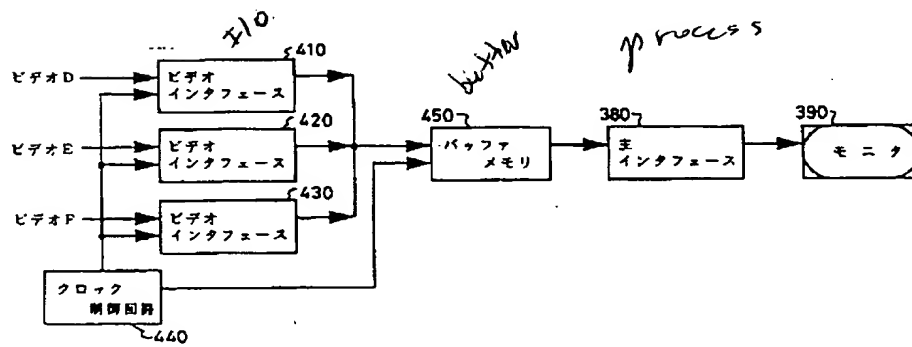 I/O
process
410
ビデオD
ビデオ
インタフェース
420
450
380
390
ビデオE
ビデオ
インタフェース
バッファ
メモリ
主
インタフェース
モニタ
430
ビデオF
ビデオ
インタフェース
クロック
制御回路
440